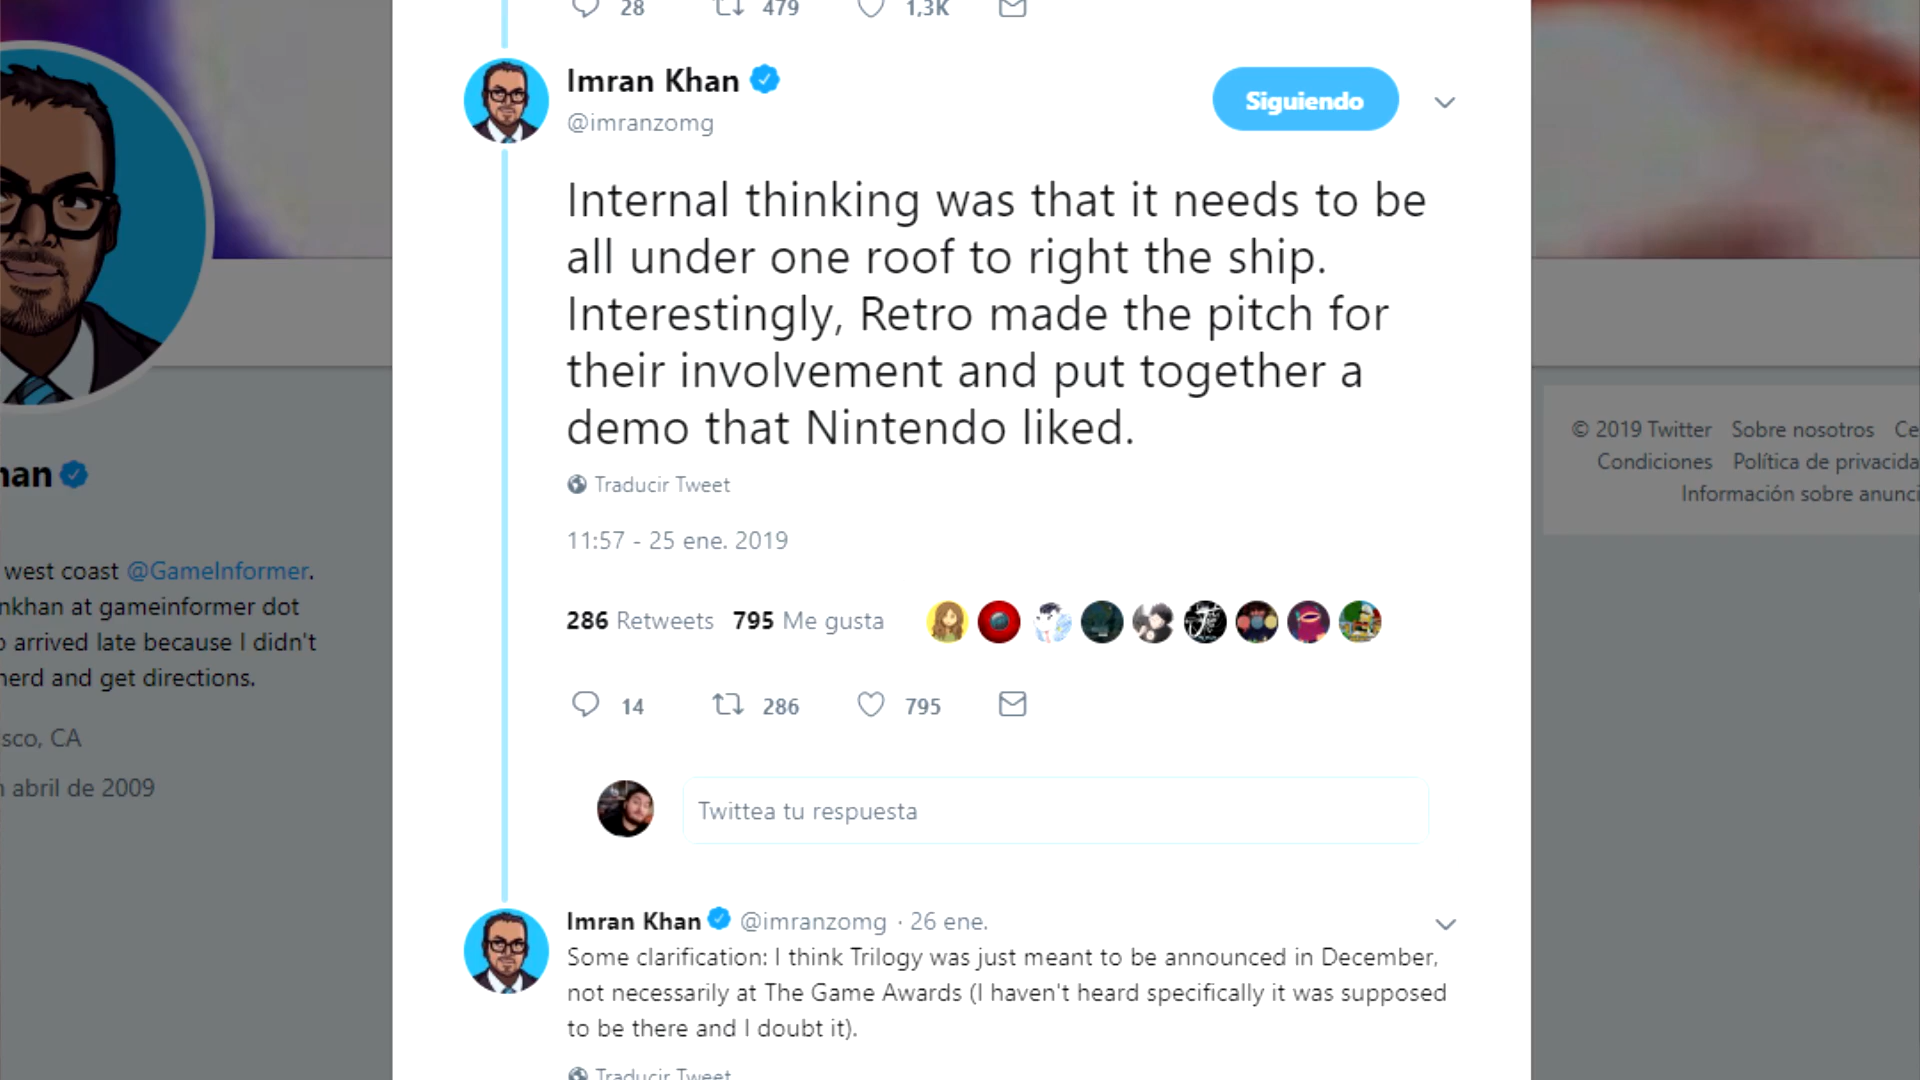 28 479 1,3K
Imran Khan
@imranzomg
Siguiendo
Internal thinking was that it needs to be
all under one roof to right the ship.
Interestingly, Retro made the pitch for
their involvement and put together a
demo that Nintendo liked.
Traducir Tweet
11:57 - 25 ene. 2019
286 Retweets 795 Me gusta
14 286 795
Twittea tu respuesta
Imran Khan @imranzomg · 26 ene.
Some clarification: I think Trilogy was just meant to be announced in December,
not necessarily at The Game Awards (I haven't heard specifically it was supposed
to be there and I doubt it).
Traducir Tweet
west coast @GameInformer.
nkhan at gameinformer dot
arrived late because I didn't
nerd and get directions.
sco, CA
abril de 2009
© 2019 Twitter Sobre nosotros Ce
Condiciones Política de privacida
Información sobre anunci